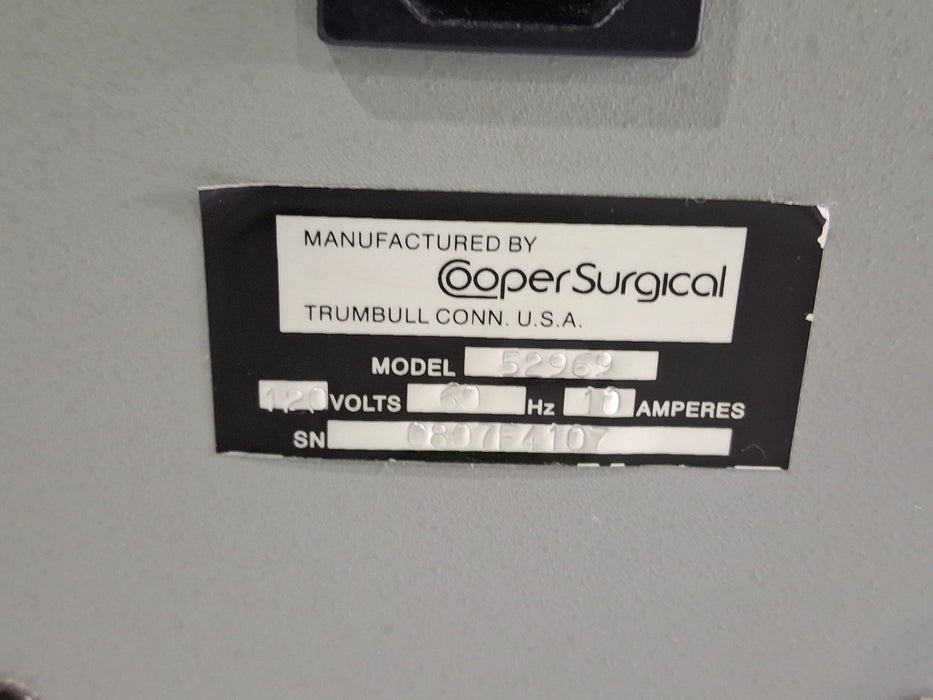 MANUFACTURED BY
CooperSurgical
TRUMBULL CONN. U.S.A.
MODEL 52969
120 VOLTS 60 Hz 10 AMPERES
SN 0807F4107